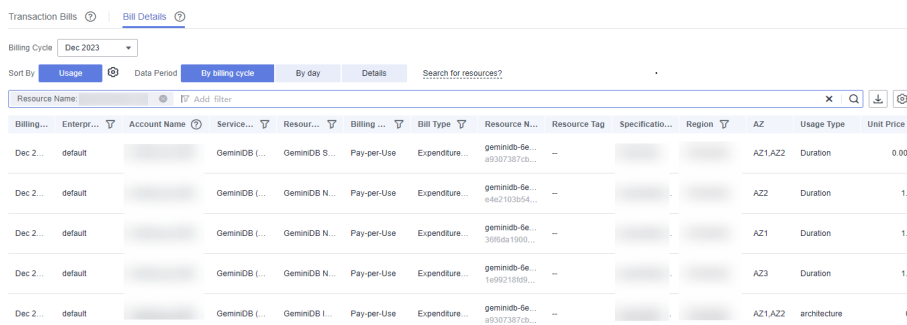 Transaction Bills ? Bill Details ?
Billing Cycle Dec 2023
Sort By Usage Data Period By billing cycle By day Details Search for resources?
Resource Name: Add filter
Billing... Enterpr... Account Name ? Service... Resour... Billing ... Bill Type Resource N... Resource Tag Specificatio... Region AZ Usage Type Unit Price
Dec 2... default GeminiDB (... GeminiDB S... Pay-per-Use Expenditure... geminidb-6e... -- AZ1,AZ2 Duration 0.00
a9307387cb...
Dec 2... default GeminiDB (... GeminiDB N... Pay-per-Use Expenditure... geminidb-6e... -- AZ2 Duration 1.
e4e2103b54...
Dec 2... default GeminiDB (... GeminiDB N... Pay-per-Use Expenditure... geminidb-6e... -- AZ1 Duration 1.
36f6da1900...
Dec 2... default GeminiDB (... GeminiDB N... Pay-per-Use Expenditure... geminidb-6e... -- AZ3 Duration 1.
1e99218fd9...
Dec 2... default GeminiDB (... GeminiDB I... Pay-per-Use Expenditure... geminidb-6e... -- AZ1,AZ2 architecture
a9307387cb...